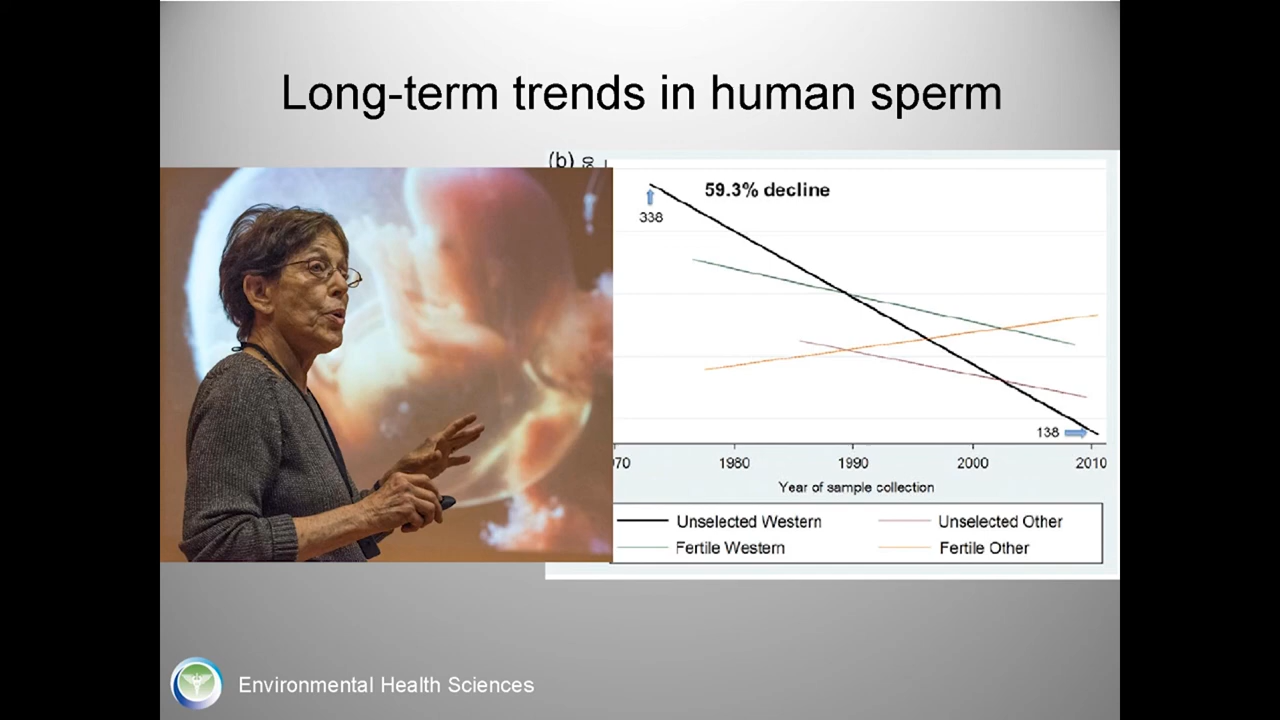 Long-term trends in human sperm
(b)
59.3% decline
338
138
70 1980 1990 2000 2010
Year of sample collection
Unselected Western Unselected Other
Fertile Western Fertile Other
Environmental Health Sciences